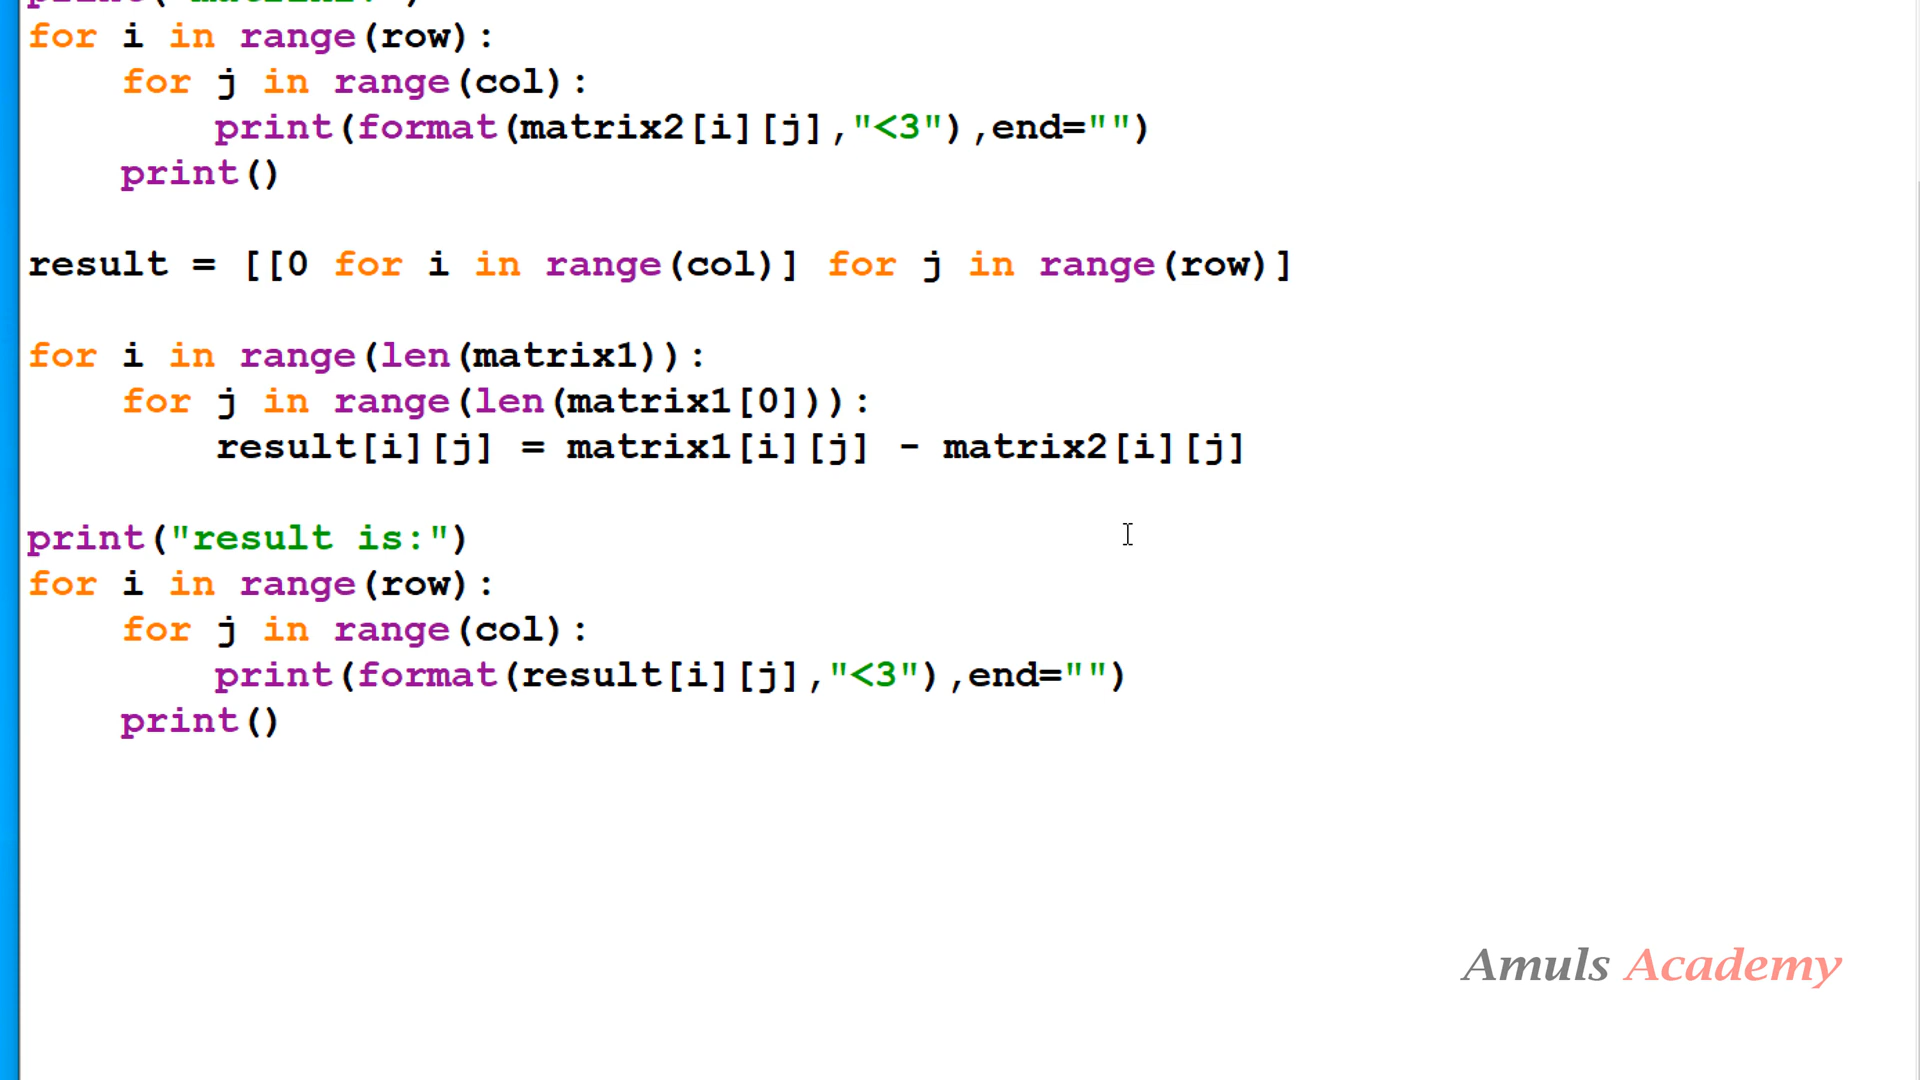 print("matrix2:")
for i in range(row):
    for j in range(col):
        print(format(matrix2[i][j],"<3"),end="")
    print()
result = [[0 for i in range(col)] for j in range(row)]
for i in range(len(matrix1)):
    for j in range(len(matrix1[0])):
        result[i][j] = matrix1[i][j] - matrix2[i][j]
print("result is:")
for i in range(row):
    for j in range(col):
        print(format(result[i][j],"<3"),end="")
    print()
Amuls Academy